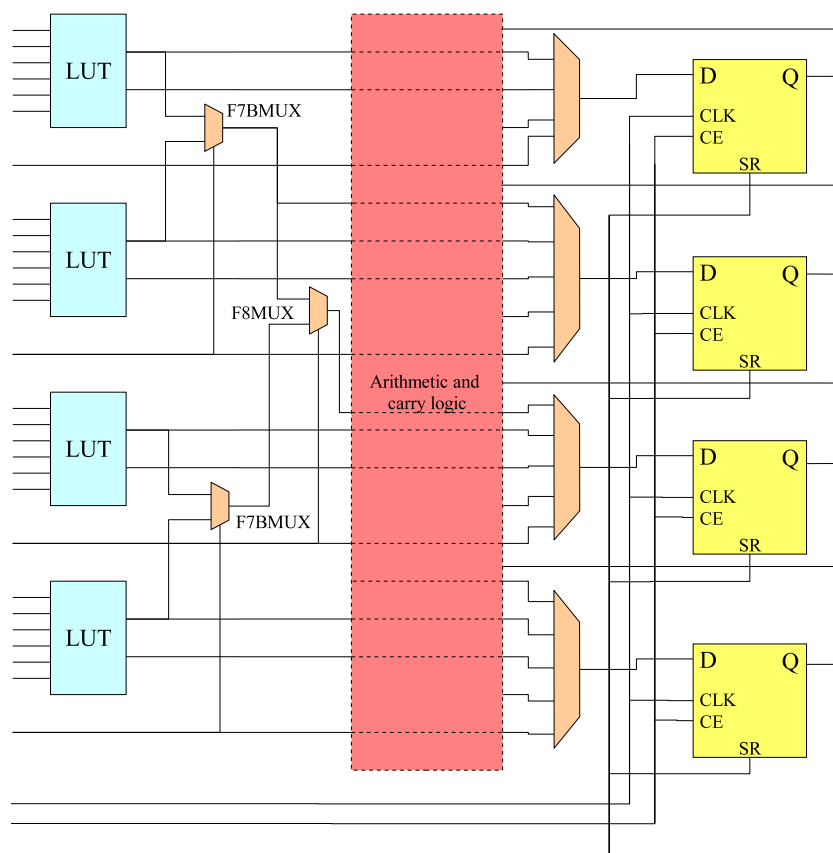 LUT
F7BMUX
D
Q
CLK
CE
SR
LUT
D
Q
F8MUX
CLK
CE
SR
Arithmetic and
carry logic
LUT
D
Q
CLK
F7BMUX
CE
SR
LUT
D
Q
CLK
CE
SR